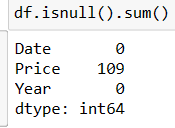 df.isnull().sum()
Date 0
Price 109
Year 0
dtype: int64